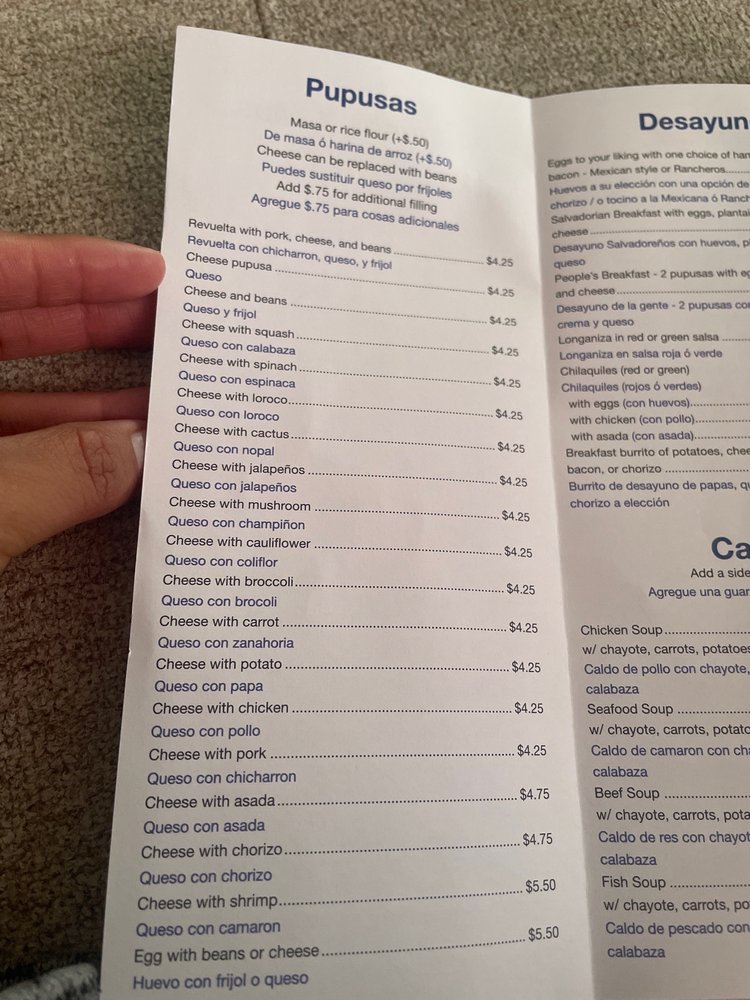 Pupusas
Masa or rice flour (+$.50)
De masa ó harina de arroz (+$.50)
Cheese can be replaced with beans
Puedes sustituir queso por frijoles
Add $.75 for additional filling
Agregue $.75 para cosas adicionales
Revuelta with pork, cheese, and beans $4.25
Revuelta con chicharron, queso, y frijol
Cheese pupusa $4.25
Queso
Cheese and beans $4.25
Queso y frijol
Cheese with squash $4.25
Queso con calabaza
Cheese with spinach $4.25
Queso con espinaca
Cheese with loroco $4.25
Queso con loroco
Cheese with cactus $4.25
Queso con nopal
Cheese with jalapeños $4.25
Queso con jalapeños
Cheese with mushroom $4.25
Queso con champiñon
Cheese with cauliflower $4.25
Queso con coliflor
Cheese with broccoli $4.25
Queso con brocoli
Cheese with carrot $4.25
Queso con zanahoria
Cheese with potato $4.25
Queso con papa
Cheese with chicken $4.25
Queso con pollo
Cheese with pork $4.25
Queso con chicharron
Cheese with asada $4.75
Queso con asada
Cheese with chorizo $4.75
Queso con chorizo
Cheese with shrimp $5.50
Queso con camaron
Egg with beans or cheese $5.50
Huevo con frijol o queso
Desayun
Eggs to your liking with one choice of ham
bacon - Mexican style or Rancheros
Huevos a su elección con una opción de
chorizo / o tocino a la Mexicana ó Ranch
Salvadorian Breakfast with eggs, planta
cheese
Desayuno Salvadoreños con huevos, p
queso
People's Breakfast - 2 pupusas with eg
and cheese
Desayuno de la gente - 2 pupusas co
crema y queso
Longaniza in red or green salsa
Longaniza en salsa roja ó verde
Chilaquiles (red or green)
Chilaquiles (rojos ó verdes)
with eggs (con huevos)
with chicken (con pollo)
with asada (con asada)
Breakfast burrito of potatoes, chee
bacon, or chorizo
Burrito de desayuno de papas, qu
chorizo a elección
Ca
Add a side
Agregue una guar
Chicken Soup
w/ chayote, carrots, potatoes
Caldo de pollo con chayote,
calabaza
Seafood Soup
w/ chayote, carrots, potato
Caldo de camaron con cha
calabaza
Beef Soup
w/ chayote, carrots, pota
Caldo de res con chayot
calabaza
Fish Soup
w/ chayote, carrots, po
Caldo de pescado con
calabaza